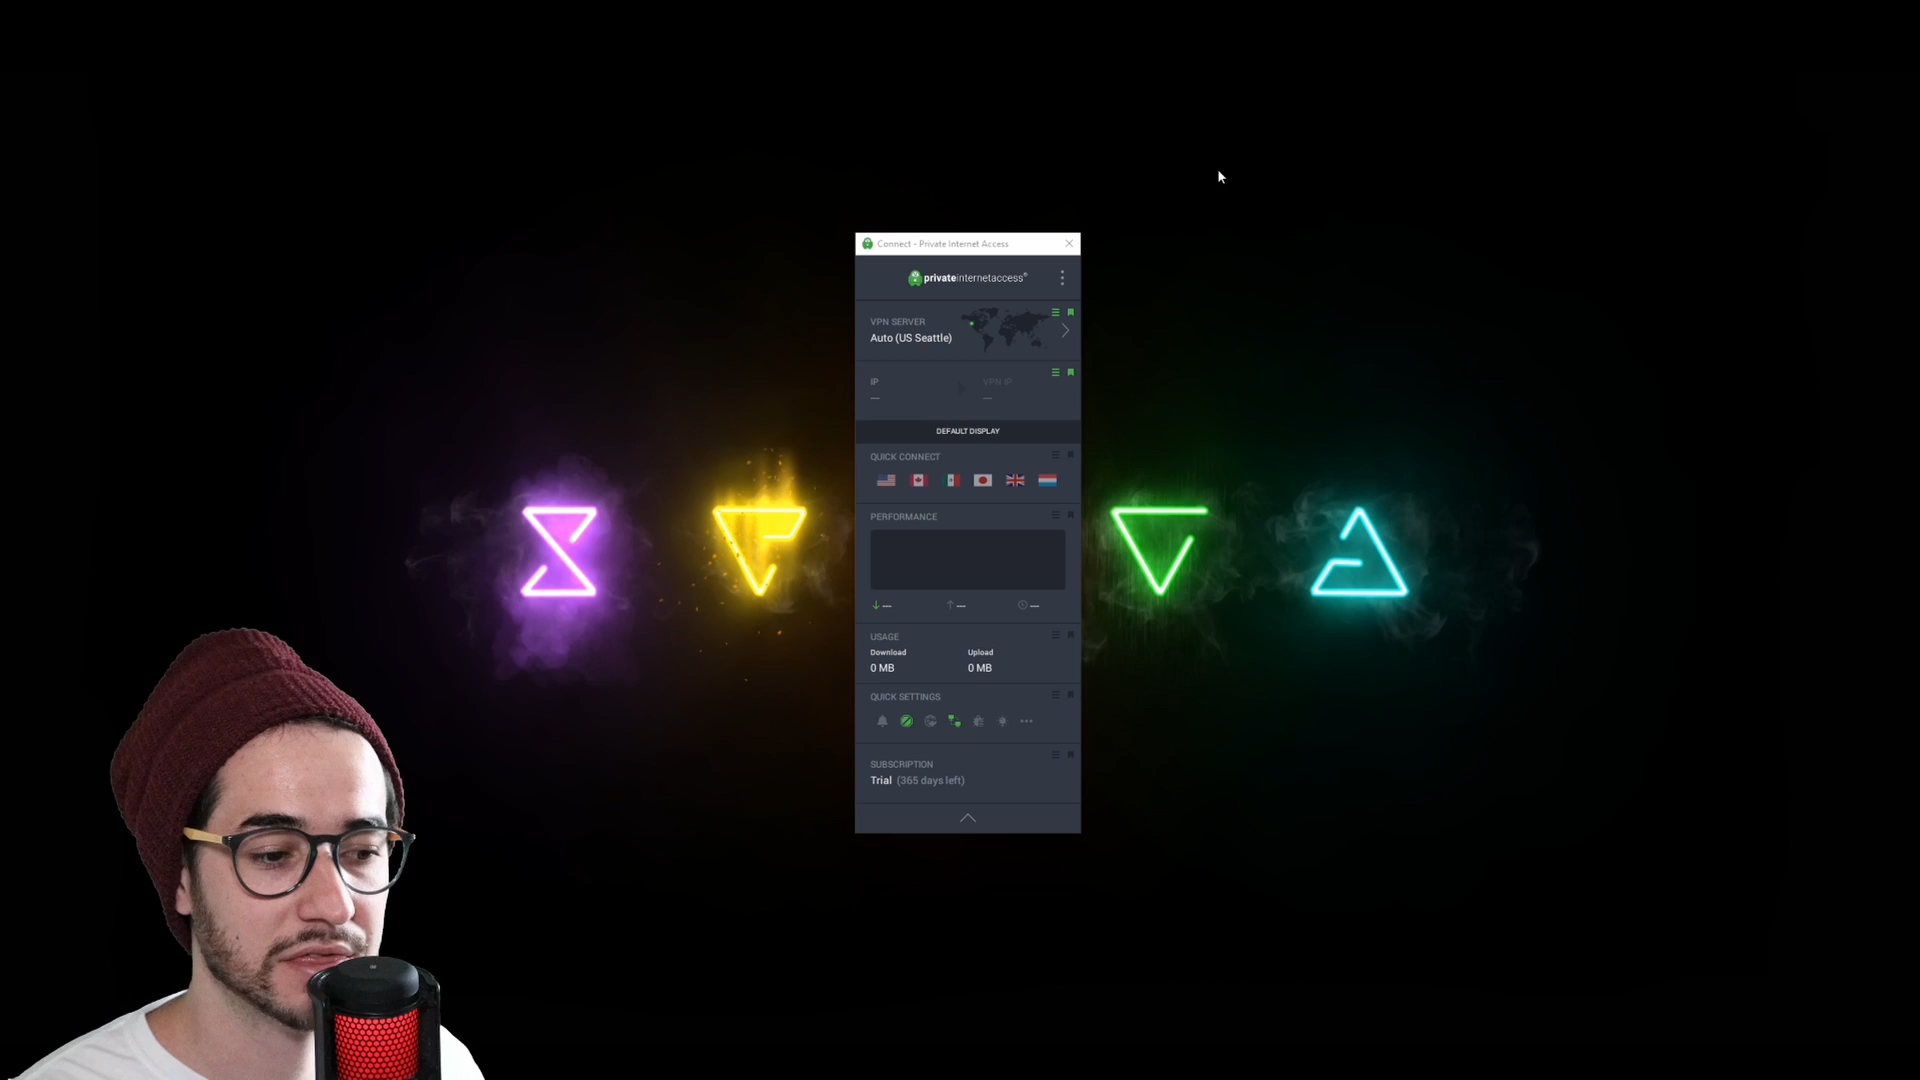 Connect - Private Internet Access
privateinternetaccess®
VPN SERVER
Auto (US Seattle)
IP
—
VPN IP
—
DEFAULT DISPLAY
QUICK CONNECT
PERFORMANCE
—
—
—
USAGE
Download
Upload
0 MB
0 MB
QUICK SETTINGS
SUBSCRIPTION
Trial (365 days left)